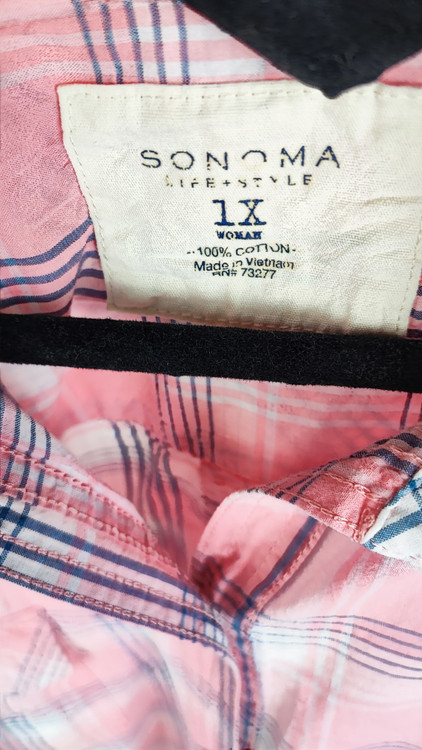 SONOMA
LIFE+STYLE
1X
WOMAN
-100% COTTON-
Made in Vietnam
RN# 73277